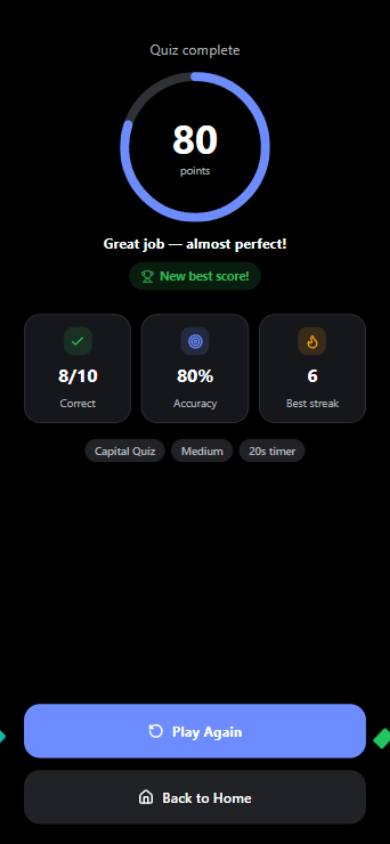 Quiz complete
80
points
Great job — almost perfect!
New best score!
8/10
Correct
80%
Accuracy
6
Best streak
Capital Quiz
Medium
20s timer
Play Again
Back to Home